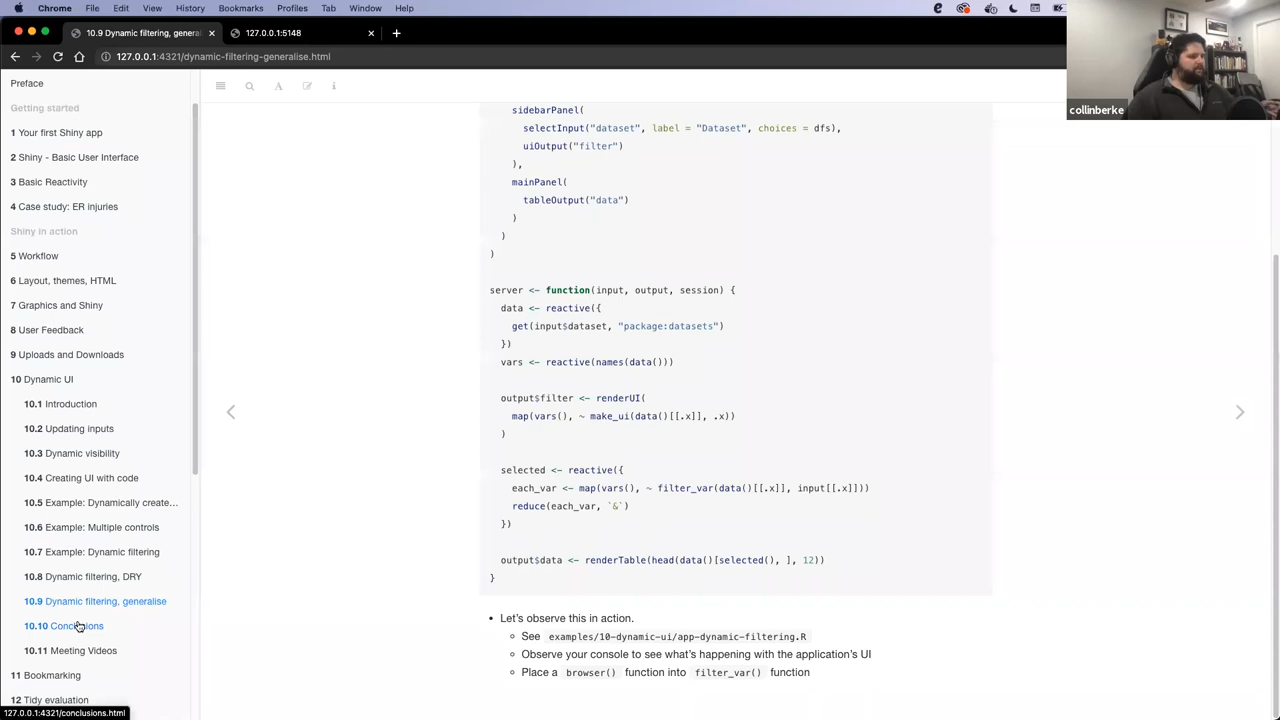 Chrome File Edit View History Bookmarks Profiles Tab Window Help
10.9 Dynamic filtering, general
127.0.0.1:5148
127.0.0.1:4321/dynamic-filtering-generalise.html
collinberke
Preface
Getting started
1 Your first Shiny app
2 Shiny - Basic User Interface
3 Basic Reactivity
4 Case study: ER injuries
Shiny in action
5 Workflow
6 Layout, themes, HTML
7 Graphics and Shiny
8 User Feedback
9 Uploads and Downloads
10 Dynamic UI
10.1 Introduction
10.2 Updating inputs
10.3 Dynamic visibility
10.4 Creating UI with code
10.5 Example: Dynamically create…
10.6 Example: Multiple controls
10.7 Example: Dynamic filtering
10.8 Dynamic filtering, DRY
10.9 Dynamic filtering, generalise
10.10 Conclusions
10.11 Meeting Videos
11 Bookmarking
12 Tidy evaluation
127.0.0.1:4321/conclusions.html
sidebarPanel(
selectInput("dataset", label = "Dataset", choices = dfs),
uiOutput("filter")
),
mainPanel(
tableOutput("data")
)
)
)
server <- function(input, output, session) {
data <- reactive({
get(input$dataset, "package:datasets")
})
vars <- reactive(names(data()))
output$filter <- renderUI(
map(vars(), ~ make_ui(data()[[.x]], .x))
)
selected <- reactive({
each_var <- map(vars(), ~ filter_var(data()[[.x]], input[[.x]]))
reduce(each_var, `&`)
})
output$data <- renderTable(head(data()[selected(), ], 12))
}
• Let's observe this in action.
See examples/10-dynamic-ui/app-dynamic-filtering.R
Observe your console to see what's happening with the application's UI
Place a browser() function into filter_var() function